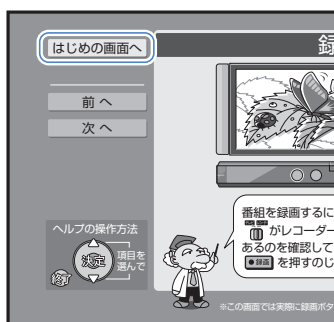 はじめの画面へ
録
前 へ
次 へ
ヘルプの操作方法
決定
項目を
選んで
番組を録画するに
がレコーダー
あるのを確認して
●録画 を押すのじ
※この画面では実際に録画ボタ